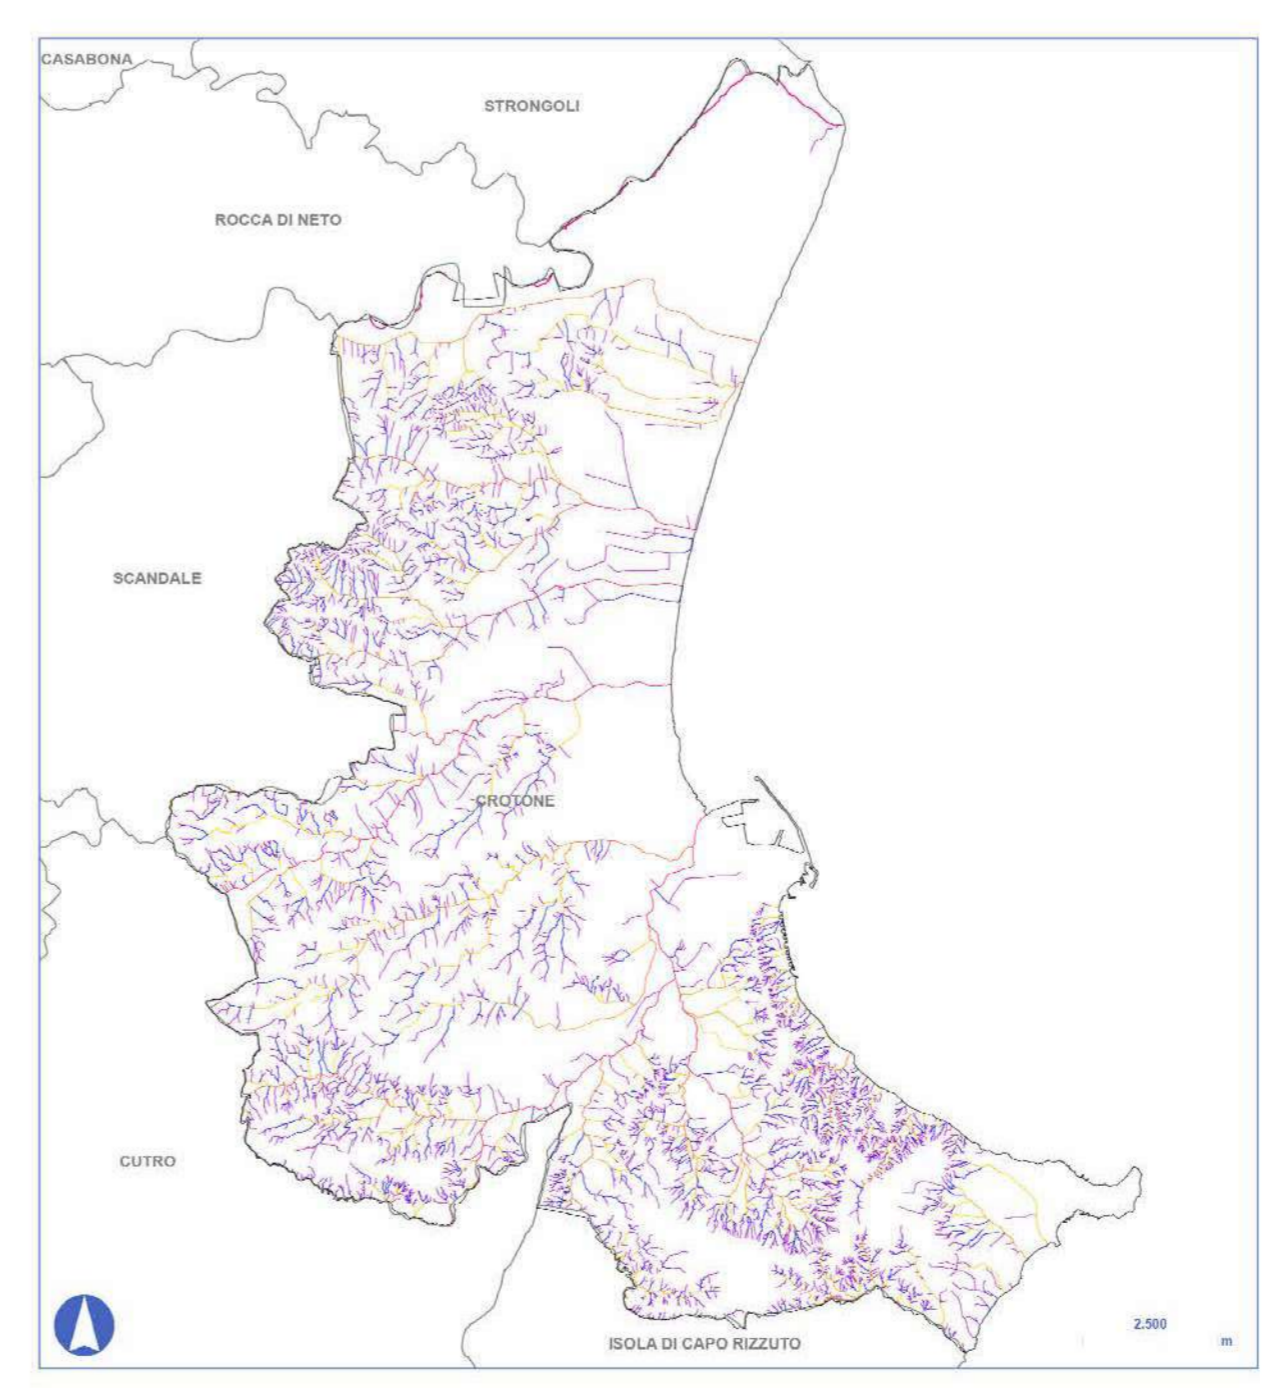 CASABONA
STRONGOLI
ROCCA DI NETO
SCANDALE
CROTONE
CUTRO
2.500
m
ISOLA DI CAPO RIZZUTO